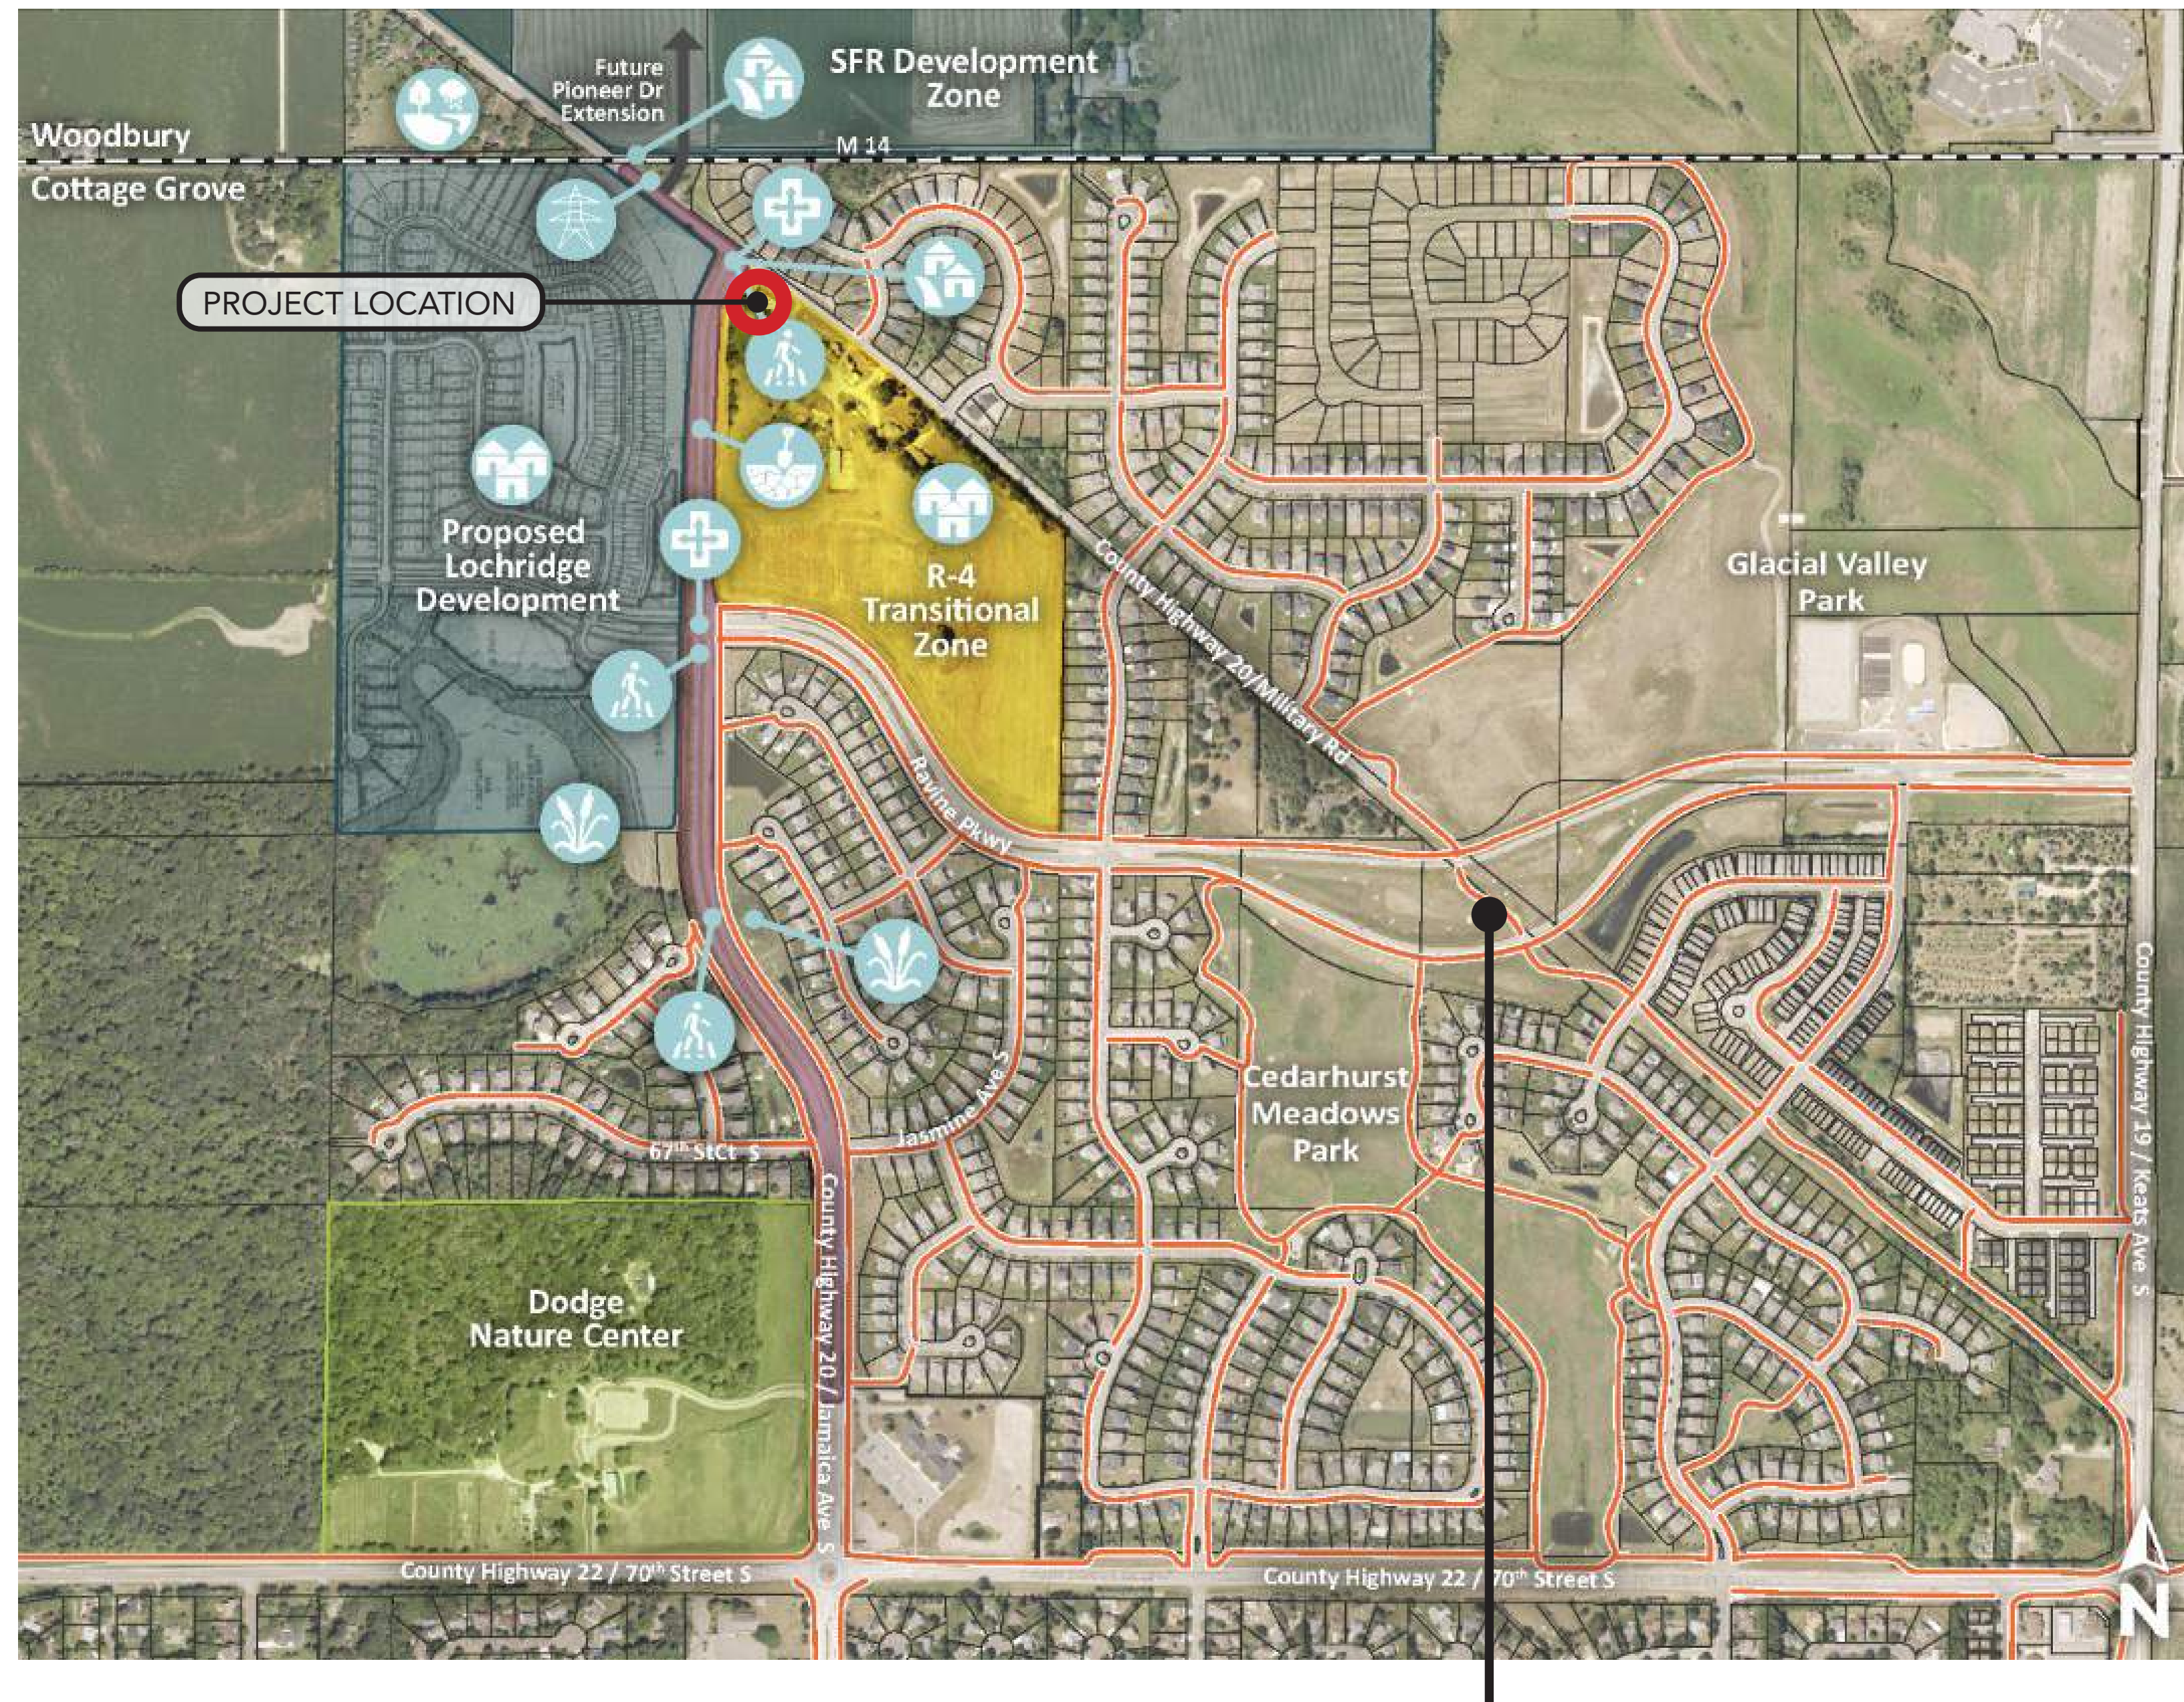 Future
Pioneer Dr
Extension
SFR Development
Zone
Woodbury
M 14
Cottage Grove
PROJECT LOCATION
Proposed
Lochridge
Development
R-4
Transitional
Zone
County Highway 20/Military Rd
Glacial Valley
Park
Ravine Pkwy
Jasmine Ave S
67th St Ct S
Cedarhurst
Meadows
Park
County Highway 19 / Keats Ave S
County Highway 20 / Jamaica Ave S
Dodge
Nature Center
County Highway 22 / 70th Street S
County Highway 22 / 70th Street S
N